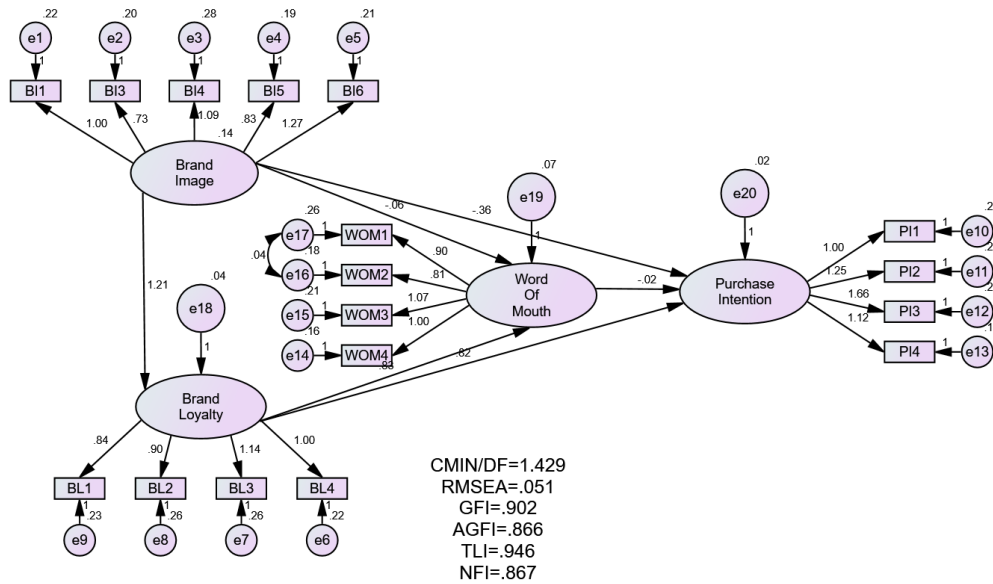 .22 .20 .28 .19 .21
e1 e2 e3 e4 e5
1 1 1 1 1
BI1 BI3 BI4 BI5 BI6
1.00 .73 1.09 .83 1.27
.14
Brand
Image
.07
e19
1
.02
e20
1
-.06
-.36
.26
e17 1 WOM1
.90
.04
.18
e16 1 WOM2
.81
.21
e15 1 WOM3
1.07
.16
e14 1 WOM4
1.00
Word
Of
Mouth
-.02
Purchase
Intention
1.00
PI1 1 e10
1.25
PI2 1 e11
1.66
PI3 1 e12
1.12
PI4 1 e13
1.21
.04
e18
1
.62
Brand
Loyalty
.84 .90 1.14 1.00
BL1 BL2 BL3 BL4
1 1 1 1
.23 .26 .26 .22
e9 e8 e7 e6
CMIN/DF=1.429
RMSEA=.051
GFI=.902
AGFI=.866
TLI=.946
NFI=.867